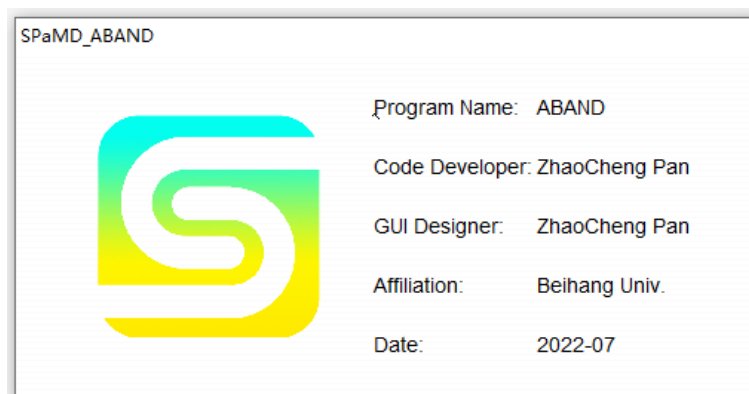 SPaMD_ABAND
Program Name: ABAND
Code Developer: ZhaoCheng Pan
GUI Designer: ZhaoCheng Pan
Affiliation: Beihang Univ.
Date: 2022-07